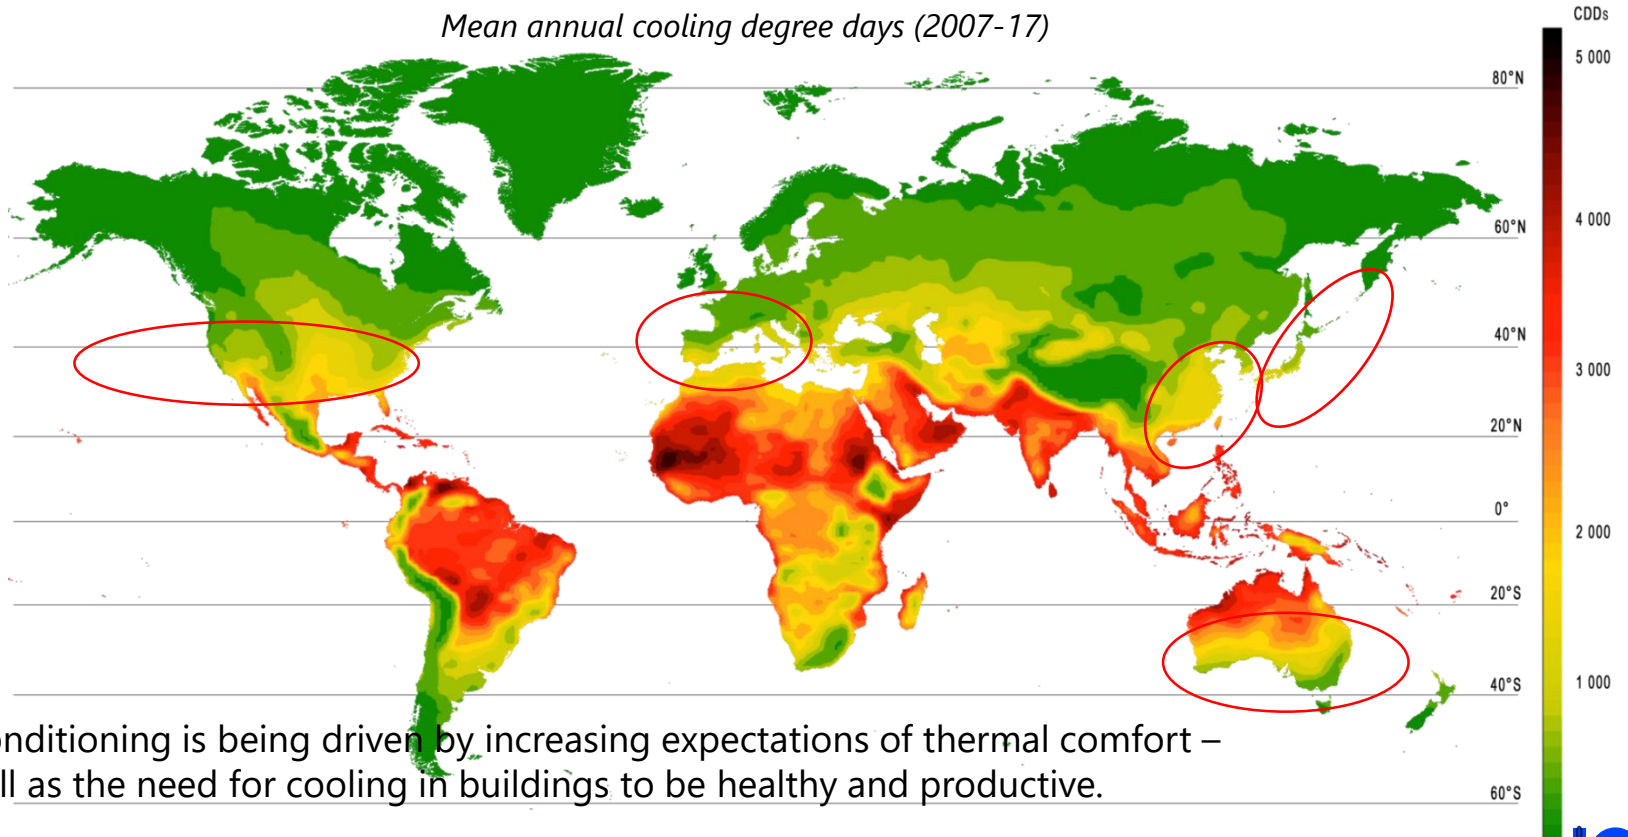 Mean annual cooling degree days (2007-17)
CDDs
5 000
80°N
4 000
60°N
40°N
3 000
20°N
0°
2 000
20°S
1 000
40°S
onditioning is being driven by increasing expectations of thermal comfort –
ll as the need for cooling in buildings to be healthy and productive.
60°S
0